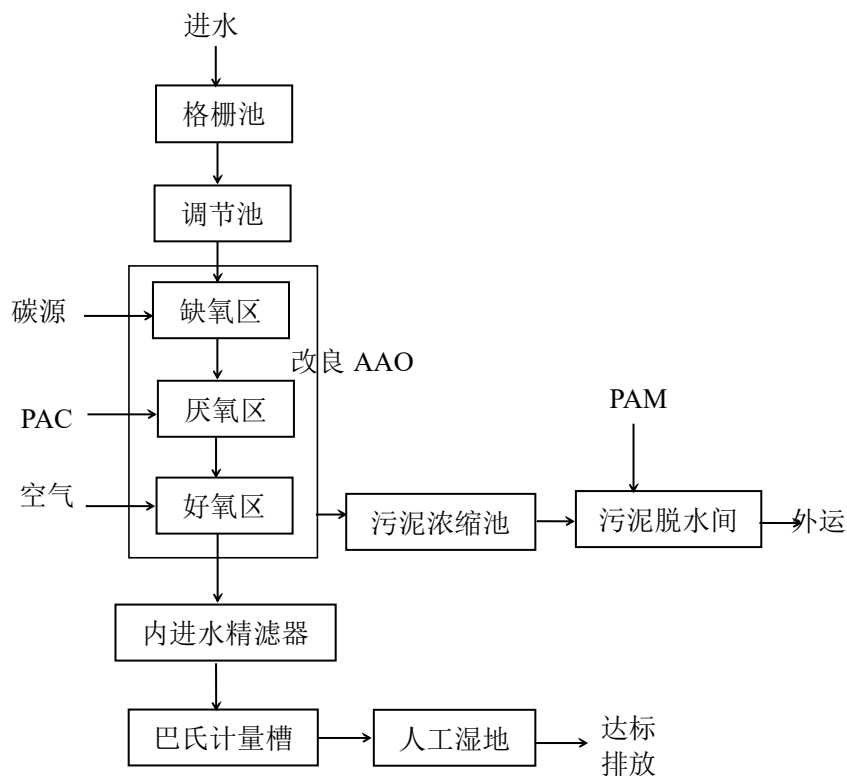 进水
格栅池
调节池
碳源
缺氧区
改良 AAO
PAC
厌氧区
PAM
空气
好氧区
污泥浓缩池
污泥脱水间
外运
内进水精滤器
巴氏计量槽
人工湿地
达标
排放